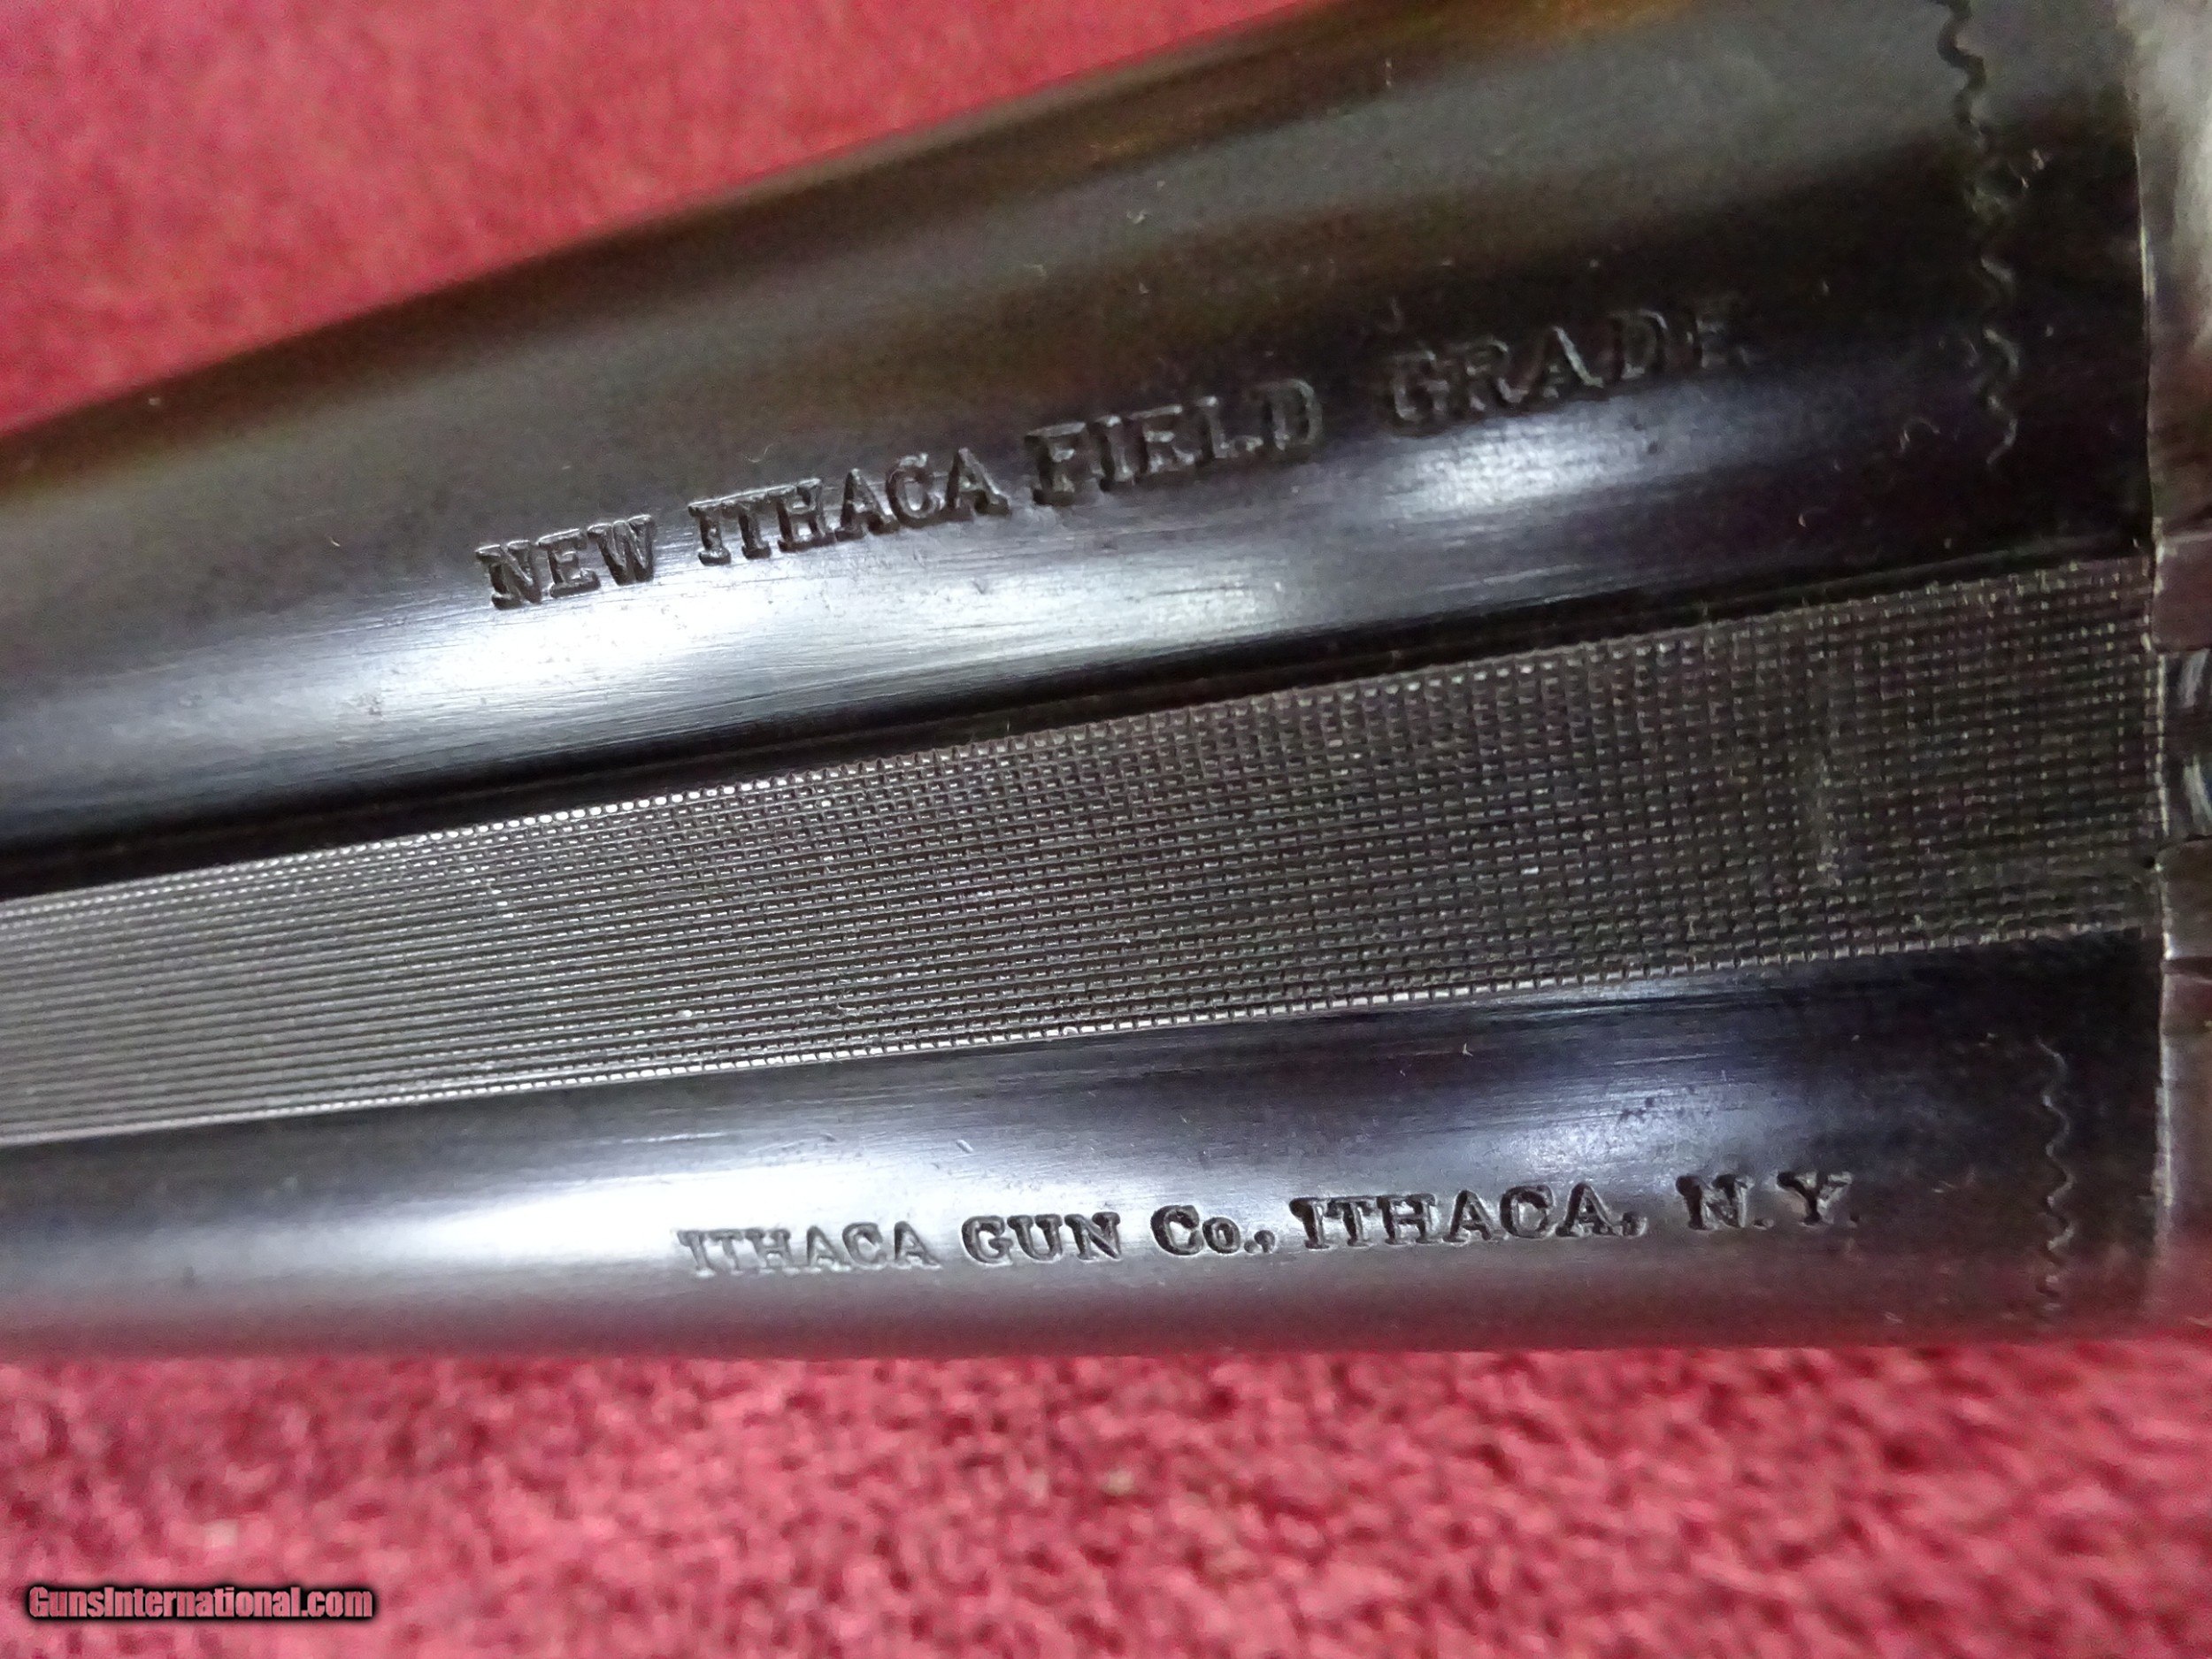 NEW ITHACA FIELD GRADE
ITHACA GUN Co., ITHACA, N.Y.
GunsInternational.com